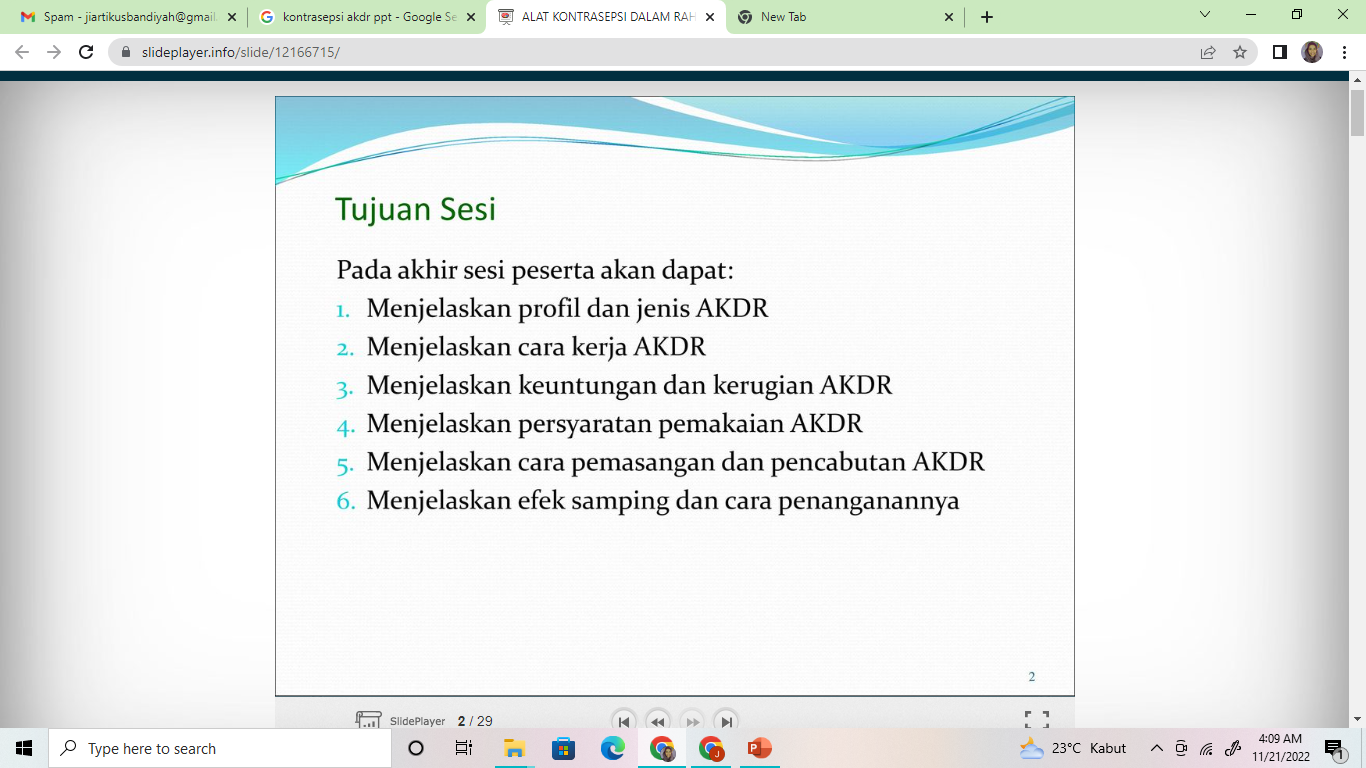 Spam - jiartikusbandiyah@gmail.
kontrasepsi akdr ppt - Google Se
ALAT KONTRASEPSI DALAM RAH
New Tab
slideplayer.info/slide/12166715/
Tujuan Sesi
Pada akhir sesi peserta akan dapat:
1. Menjelaskan profil dan jenis AKDR
2. Menjelaskan cara kerja AKDR
3. Menjelaskan keuntungan dan kerugian AKDR
4. Menjelaskan persyaratan pemakaian AKDR
5. Menjelaskan cara pemasangan dan pencabutan AKDR
6. Menjelaskan efek samping dan cara penanganannya
2
SlidePlayer 2 / 29
Type here to search
23°C Kabut
4:09 AM
11/21/2022
1